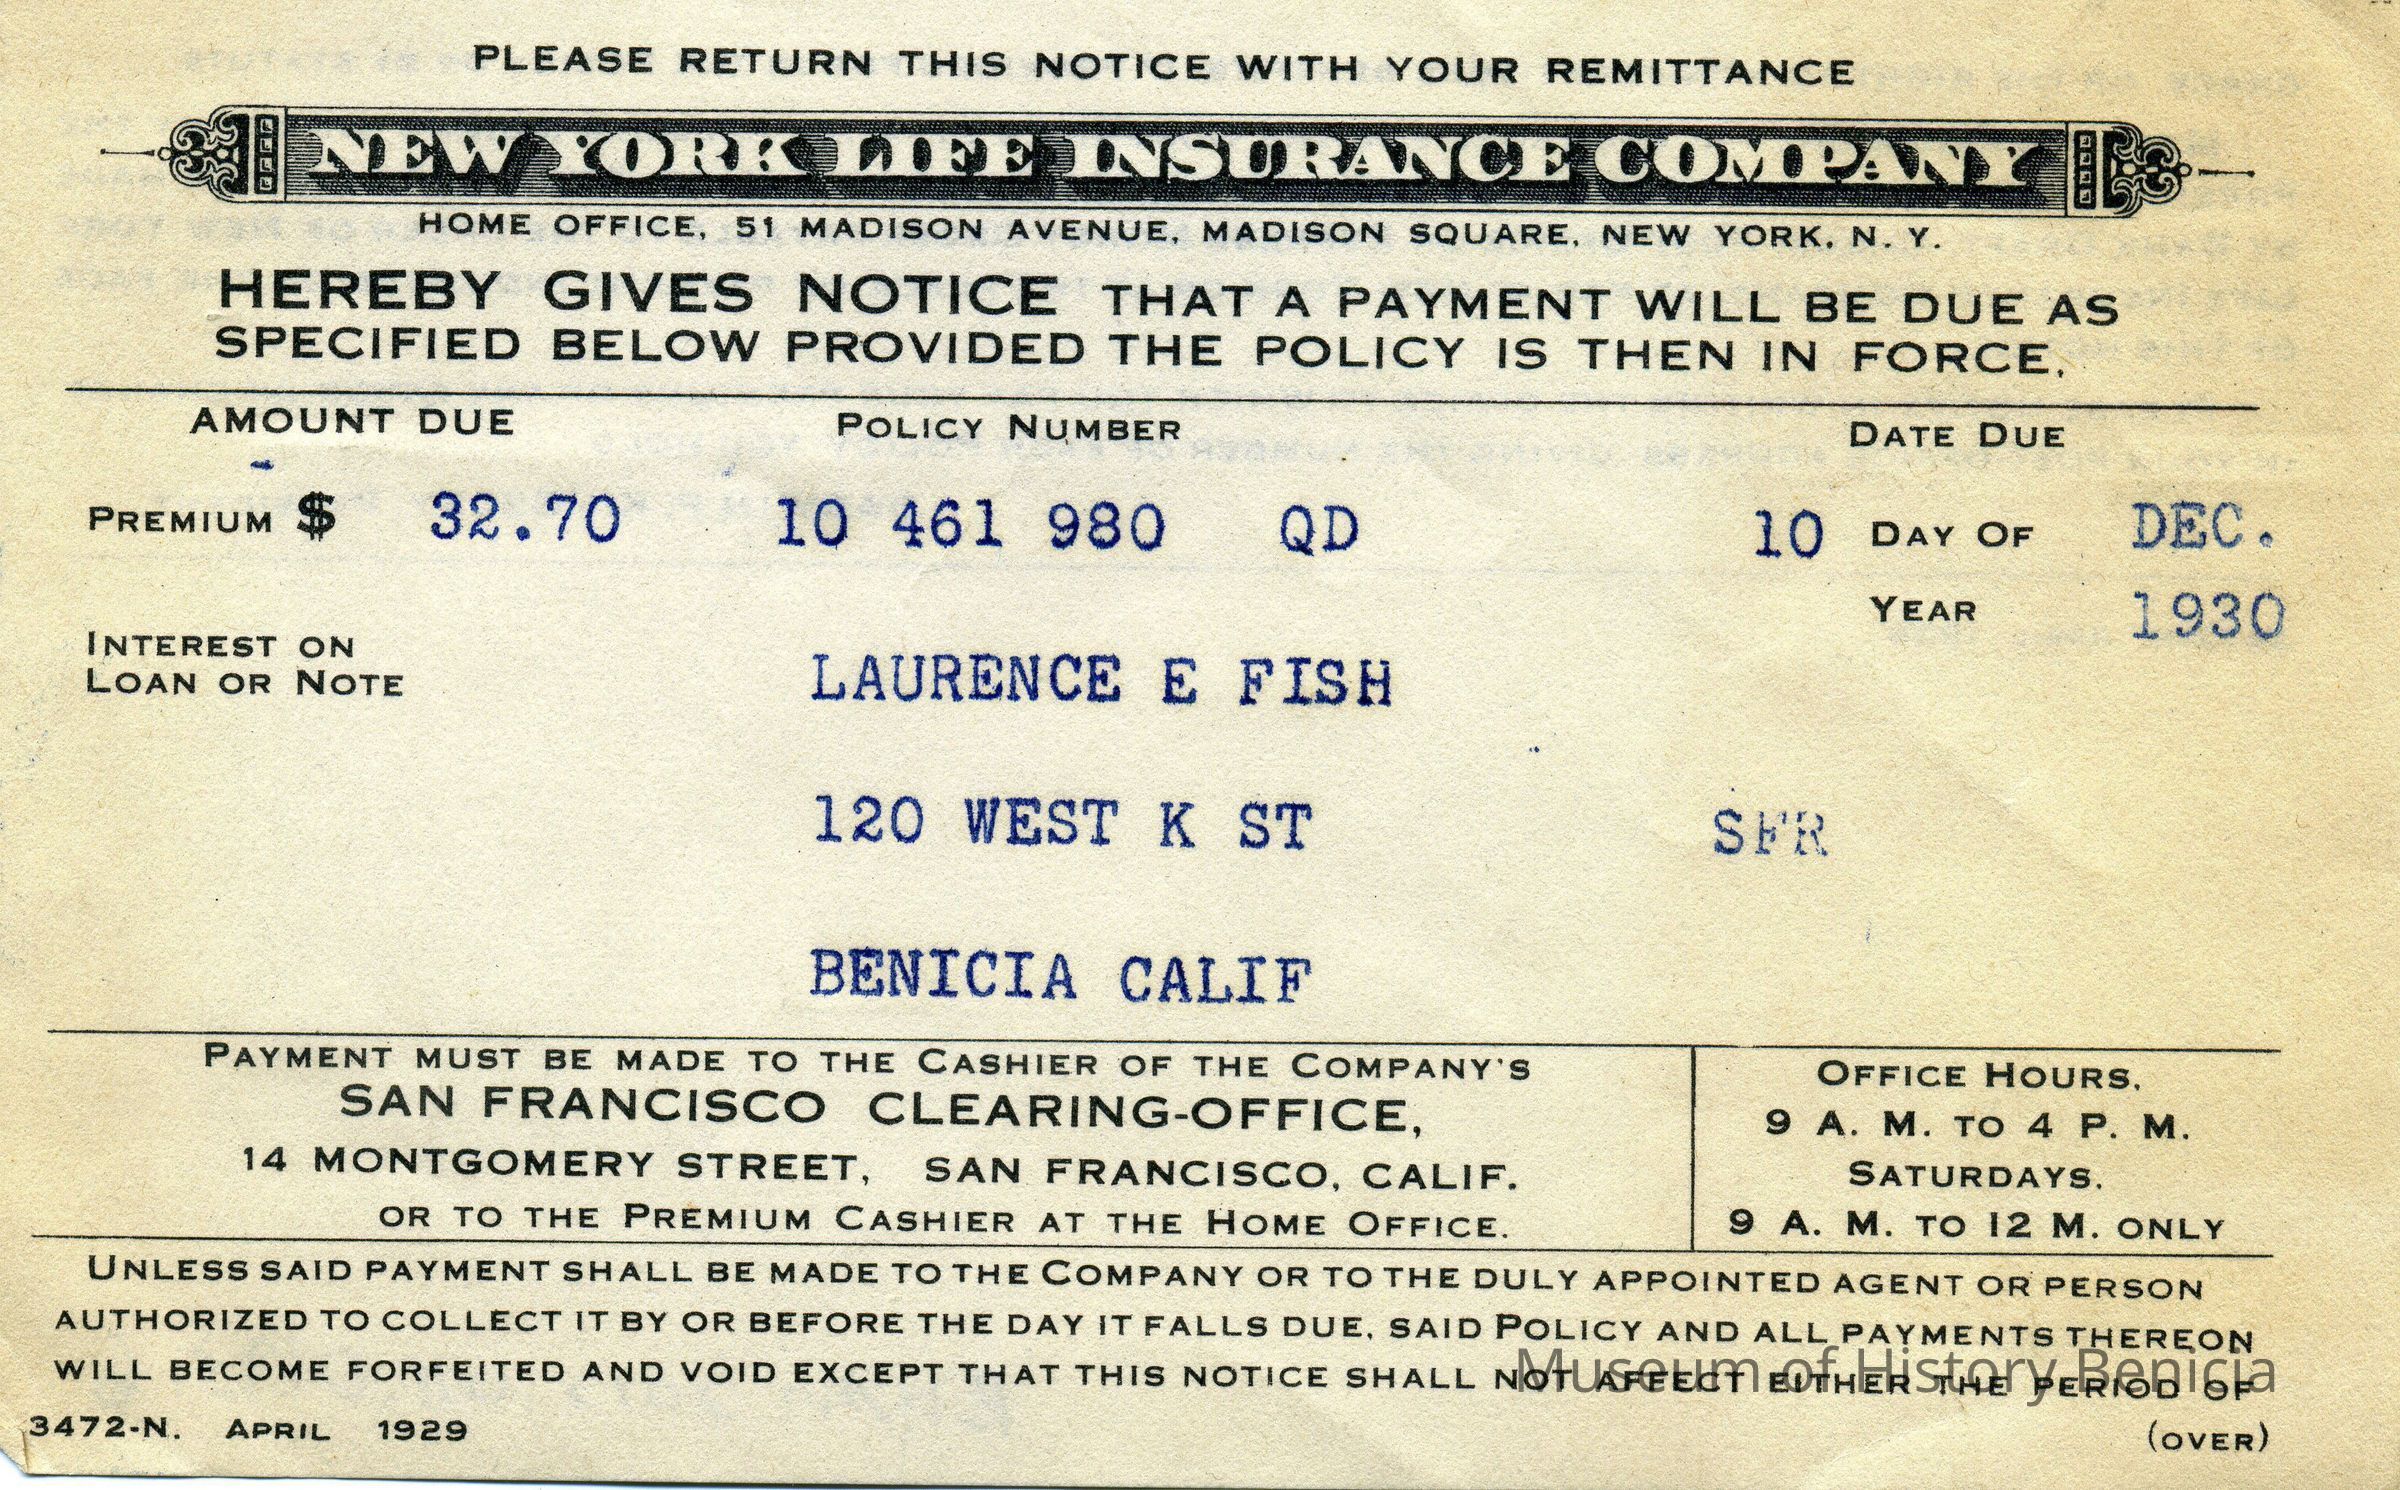 PLEASE RETURN THIS NOTICE WITH YOUR REMITTANCE
NEW YORK LIFE INSURANCE COMPANY
HOME OFFICE, 51 MADISON AVENUE, MADISON SQUARE, NEW YORK, N. Y.
HEREBY GIVES NOTICE THAT A PAYMENT WILL BE DUE AS
SPECIFIED BELOW PROVIDED THE POLICY IS THEN IN FORCE.
AMOUNT DUE POLICY NUMBER DATE DUE
PREMIUM $ 32.70 10 461 980 QD 10 DAY OF DEC.
YEAR 1930
INTEREST ON
LOAN OR NOTE
LAURENCE E FISH
120 WEST K ST SFR
BENICIA CALIF
PAYMENT MUST BE MADE TO THE CASHIER OF THE COMPANY'S
SAN FRANCISCO CLEARING-OFFICE,
14 MONTGOMERY STREET, SAN FRANCISCO, CALIF.
OR TO THE PREMIUM CASHIER AT THE HOME OFFICE.
OFFICE HOURS,
9 A. M. TO 4 P. M.
SATURDAYS,
9 A. M. TO 12 M. ONLY
UNLESS SAID PAYMENT SHALL BE MADE TO THE COMPANY OR TO THE DULY APPOINTED AGENT OR PERSON
AUTHORIZED TO COLLECT IT BY OR BEFORE THE DAY IT FALLS DUE, SAID POLICY AND ALL PAYMENTS THEREON
WILL BECOME FORFEITED AND VOID EXCEPT THAT THIS NOTICE SHALL NOT AFFECT EITHER THE PERIOD OF
Museum of History Benicia
3472-N. APRIL 1929 (OVER)